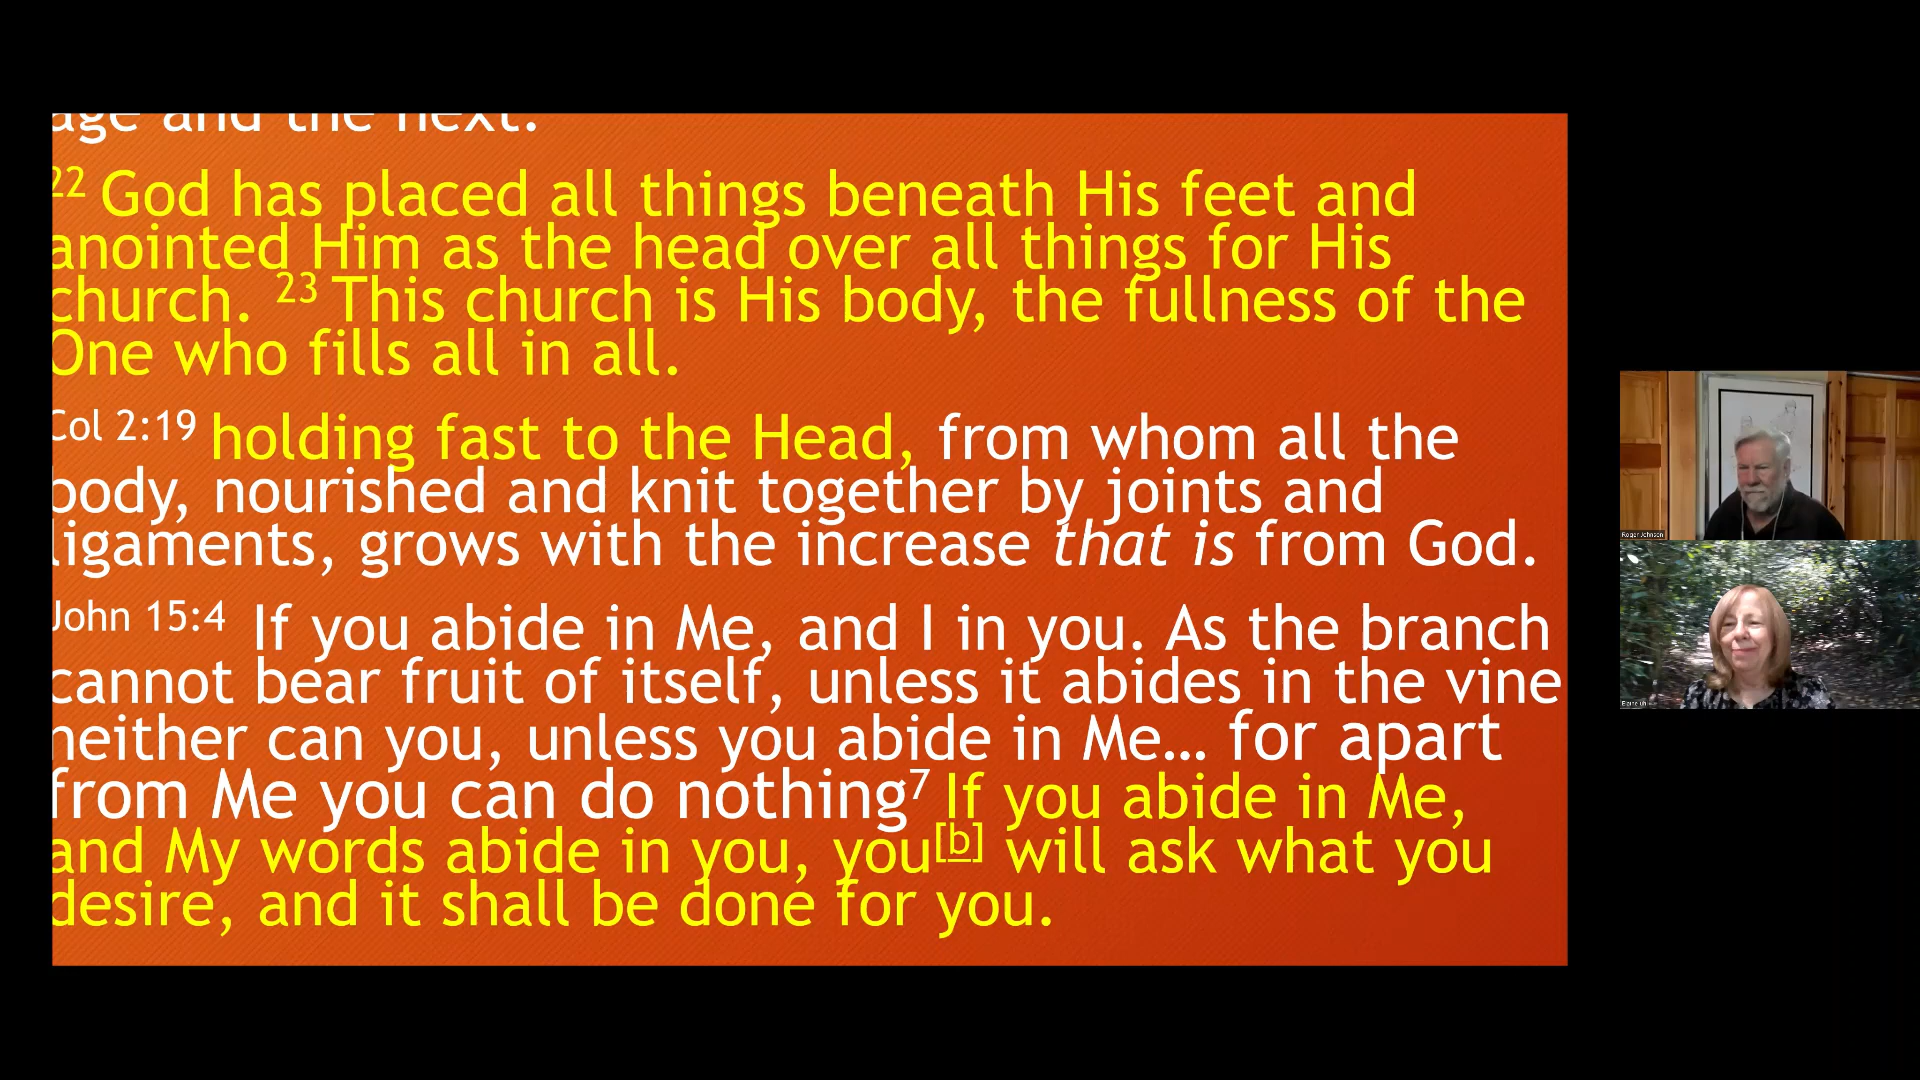 age and the next.
22 God has placed all things beneath His feet and
anointed Him as the head over all things for His
church. 23 This church is His body, the fullness of the
One who fills all in all.
Col 2:19 holding fast to the Head, from whom all the
body, nourished and knit together by joints and
ligaments, grows with the increase that is from God.
John 15:4 If you abide in Me, and I in you. As the branch
cannot bear fruit of itself, unless it abides in the vine
neither can you, unless you abide in Me… for apart
from Me you can do nothing7 If you abide in Me,
and My words abide in you, you[b] will ask what you
desire, and it shall be done for you.
Roger Johnson